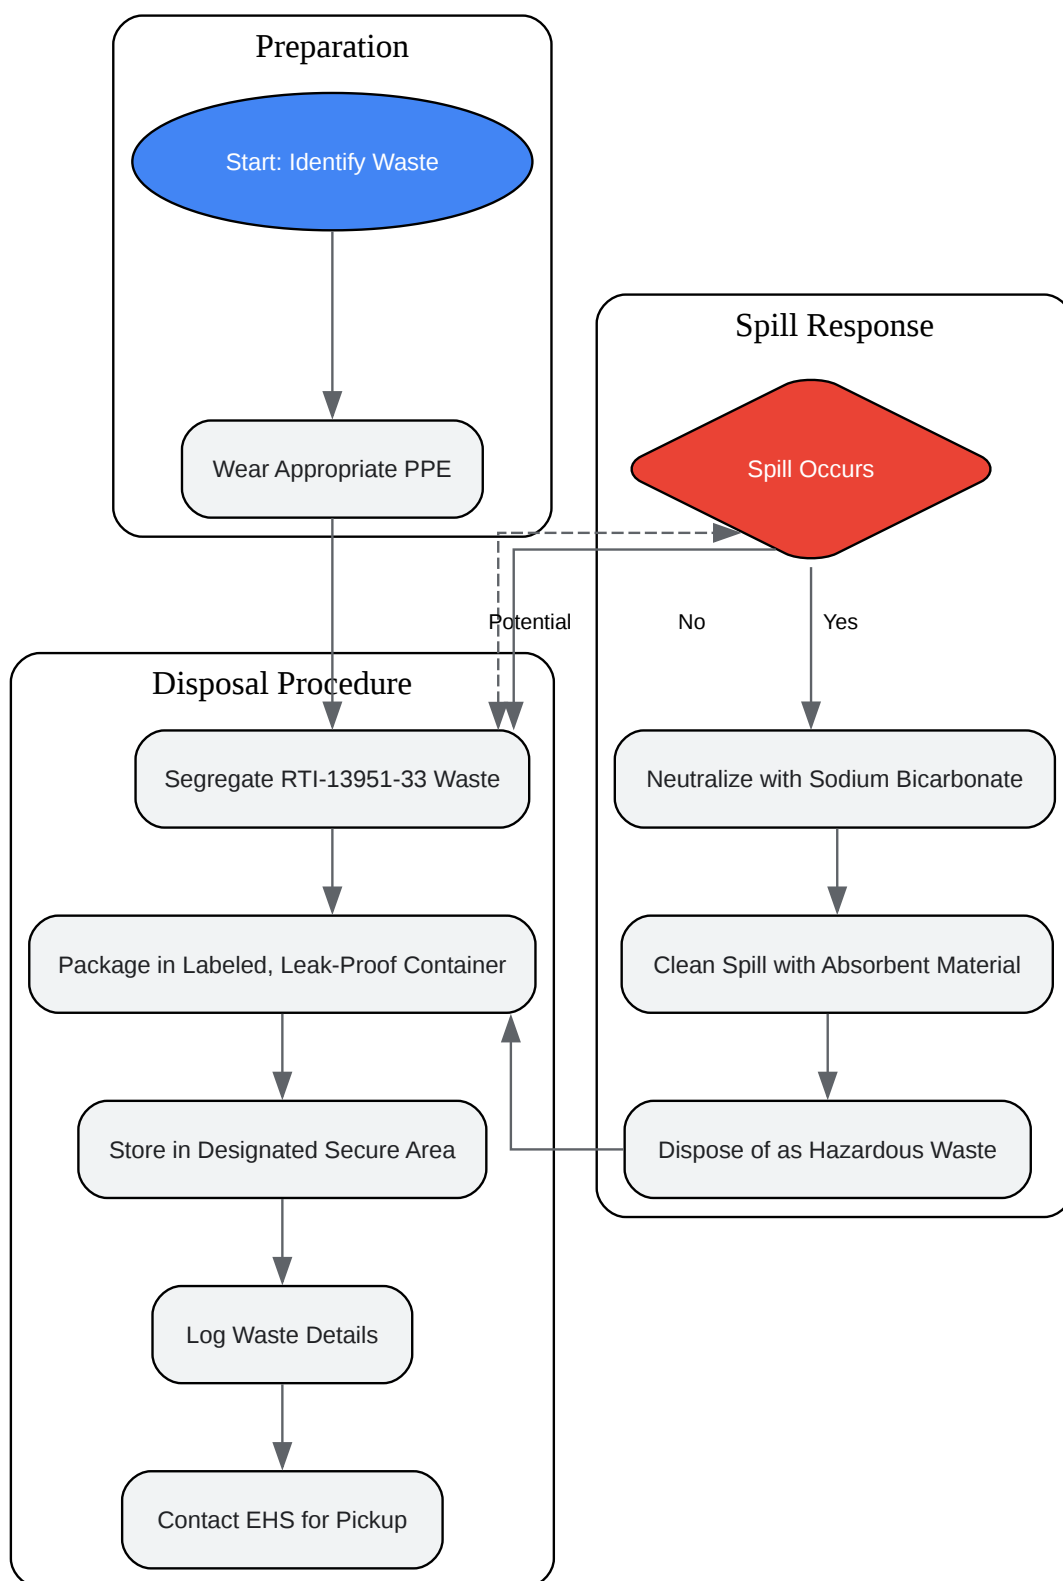 Preparation
Start: Identify Waste
Wear Appropriate PPE
Spill Response
Spill Occurs
Potential
No
Yes
Disposal Procedure
Segregate RTI-13951-33 Waste
Package in Labeled, Leak-Proof Container
Store in Designated Secure Area
Log Waste Details
Contact EHS for Pickup
Neutralize with Sodium Bicarbonate
Clean Spill with Absorbent Material
Dispose of as Hazardous Waste